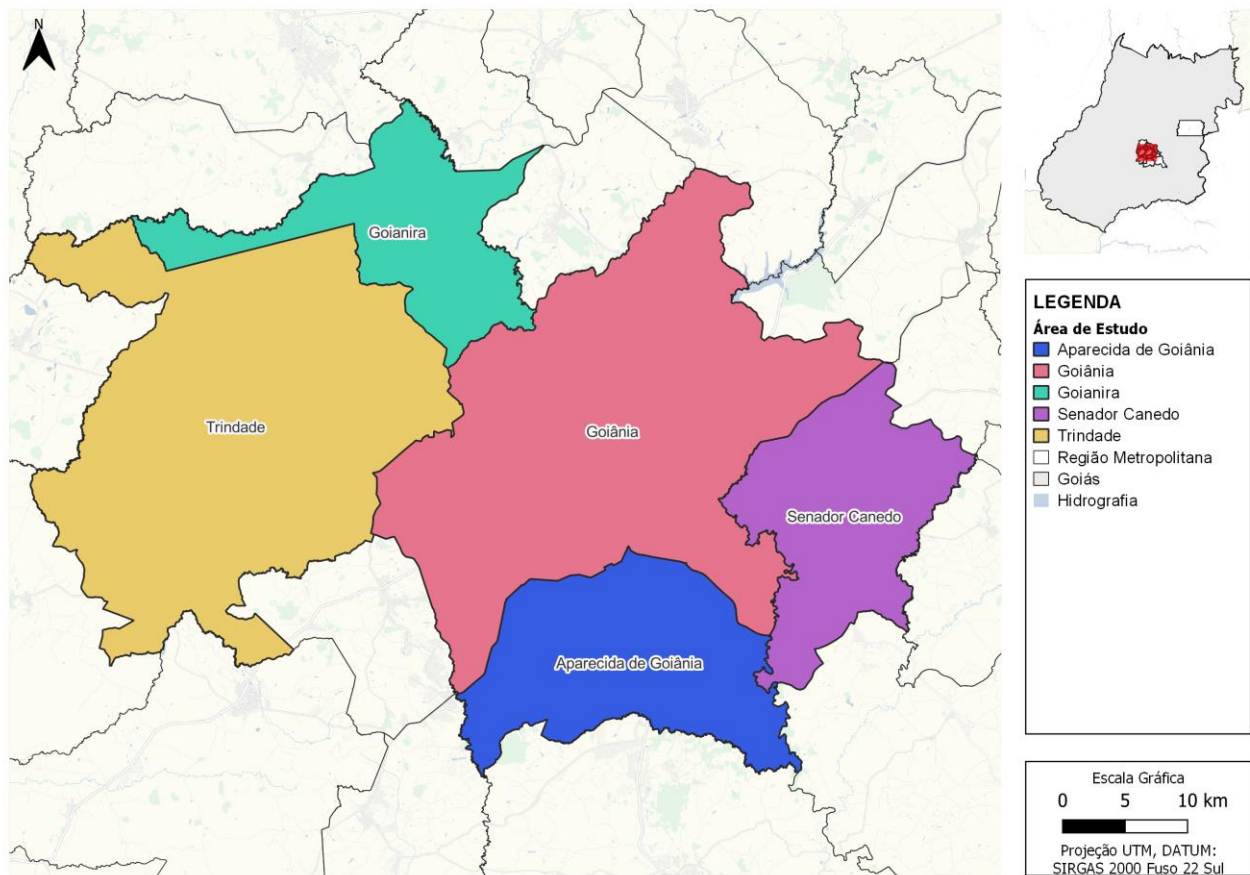 N
Goianira
Trindade
Goiânia
Senador Canedo
Aparecida de Goiânia
LEGENDA
Área de Estudo
Aparecida de Goiânia
Goiânia
Goianira
Senador Canedo
Trindade
Região Metropolitana
Goiás
Hidrografia
Escala Gráfica
0 5 10 km
Projeção UTM, DATUM:
SIRGAS 2000 Fuso 22 Sul